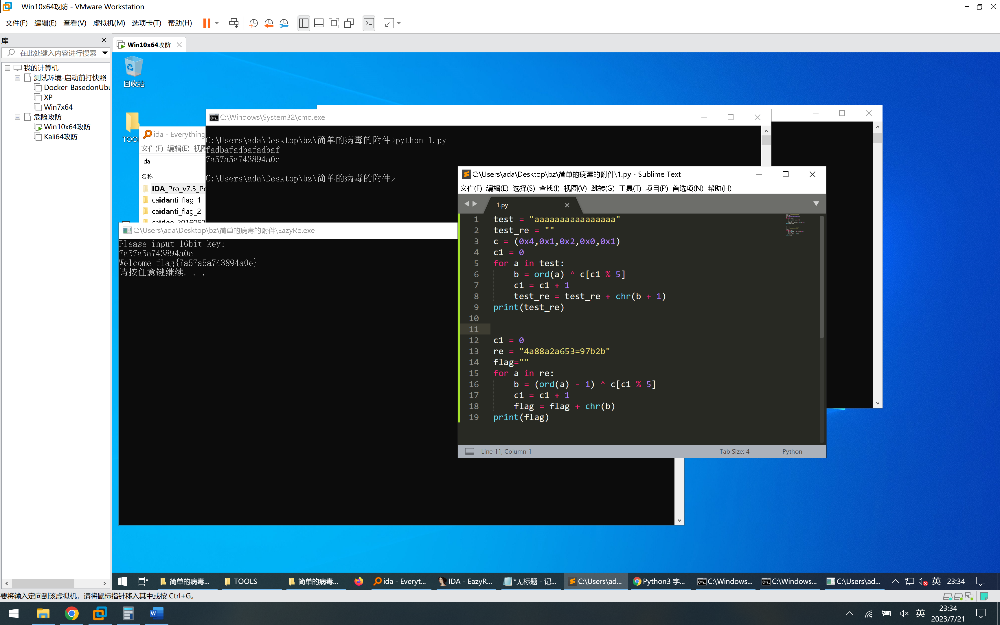 Win10x64攻防 - VMware Workstation
文件(F) 编辑(E) 查看(V) 虚拟机(M) 选项卡(T) 帮助(H)
库
在此处键入内容进行搜索
我的计算机
测试环境-启动前打快照
Docker-BasedonUbu
XP
Win7x64
危险攻防
Win10x64攻防
Kali64攻防
Win10x64攻防
回收站
TOO
ida - Everything
文件(F) 编辑(E) 视图
ida
名称
IDA_Pro_v7.5_Po
caidanti_flag_1
caidanti_flag_2
C:\Windows\System32\cmd.exe
C:\Users\ada\Desktop\bz\简单的病毒的附件>python 1.py
fadbafadbafadbaf
7a57a5a743894a0e
C:\Users\ada\Desktop\bz\简单的病毒的附件>
C:\Users\ada\Desktop\bz\简单的病毒的附件\EazyRe.exe
Please input 16bit key:
7a57a5a743894a0e
Welcome flag{7a57a5a743894a0e}
请按任意键继续. . .
C:\Users\ada\Desktop\bz\简单的病毒的附件\1.py - Sublime Text
文件(F) 编辑(E) 选择(S) 查找(I) 视图(V) 跳转(G) 工具(T) 项目(P) 首选项(N) 帮助(H)
1.py
1 test = "aaaaaaaaaaaaaaaa"
2 test_re = ""
3 c = (0x4,0x1,0x2,0x0,0x1)
4 c1 = 0
5 for a in test:
6     b = ord(a) ^ c[c1 % 5]
7     c1 = c1 + 1
8     test_re = test_re + chr(b + 1)
9 print(test_re)
10
11
12 c1 = 0
13 re = "4a88a2a653=97b2b"
14 flag=""
15 for a in re:
16     b = (ord(a) - 1) ^ c[c1 % 5]
17     c1 = c1 + 1
18     flag = flag + chr(b)
19 print(flag)
Line 11, Column 1 Tab Size: 4 Python
简单的病毒... TOOLS 简单的病毒... ida - Everyt... IDA - EazyR... *无标题 - 记... C:\Users\ad... Python3 字... C:\Windows... C:\Windows... C:\Users\ad... 英 23:34
要将输入定向到该虚拟机，请将鼠标指针移入其中或按 Ctrl+G。
英 23:34
2023/7/21